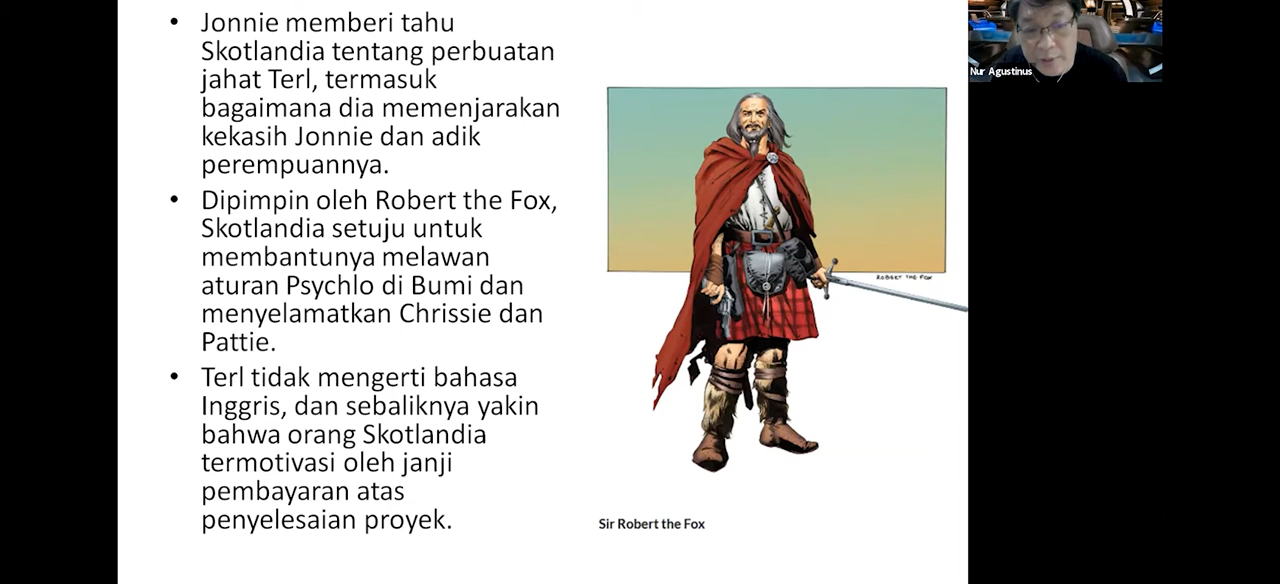 • Jonnie memberi tahu
Skotlandia tentang perbuatan
jahat Terl, termasuk
bagaimana dia memenjarakan
kekasih Jonnie dan adik
perempuannya.
• Dipimpin oleh Robert the Fox,
Skotlandia setuju untuk
membantunya melawan
aturan Psychlo di Bumi dan
menyelamatkan Chrissie dan
Pattie.
• Terl tidak mengerti bahasa
Inggris, dan sebaliknya yakin
bahwa orang Skotlandia
termotivasi oleh janji
pembayaran atas
penyelesaian proyek.
ROBERT THE FOX
Sir Robert the Fox
Nur Agustinus